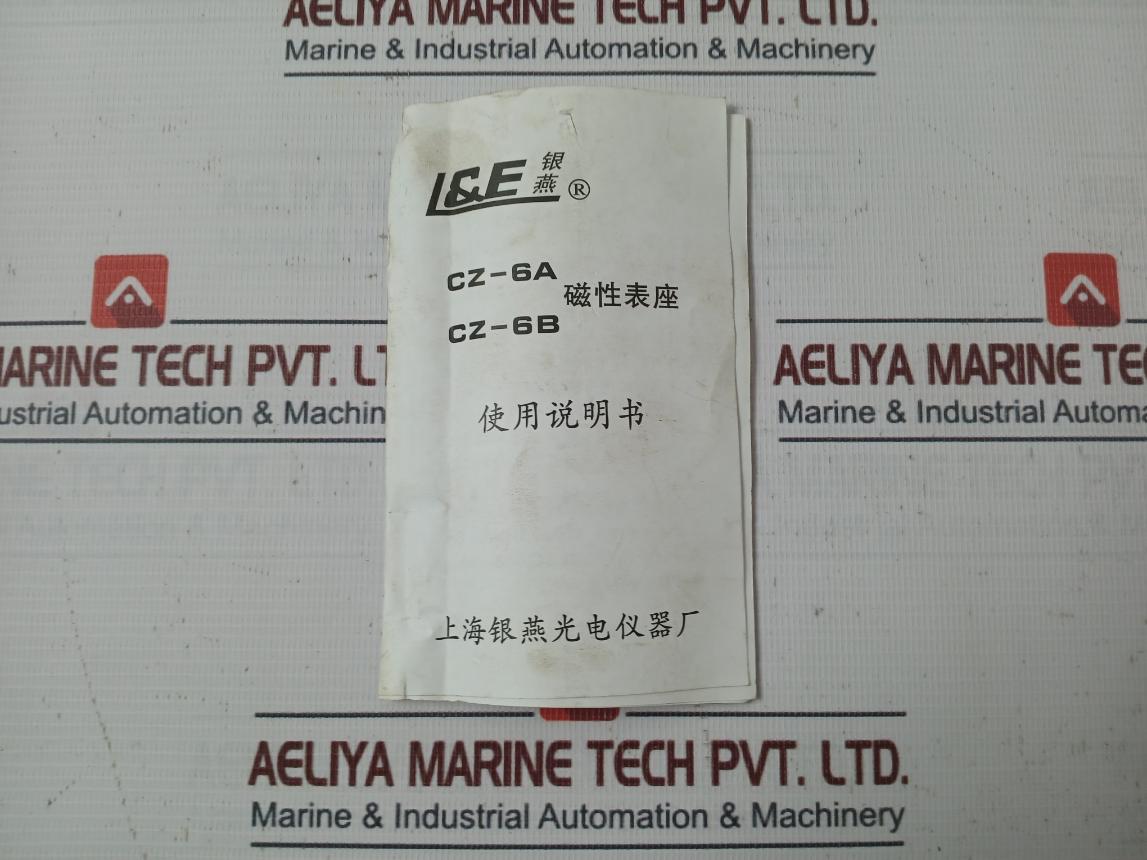 AELIYA MARINE TECH PVT. LTD.
Marine & Industrial Automation & Machinery
L&E 银燕 ®
CZ-6A
磁性表座
CZ-6B
使用说明书
上海银燕光电仪器厂
ARINE TECH PVT. LT
ustrial Automation & Machin
AELIYA MARINE TEC
Marine & Industrial Automa
AELIYA MARINE TECH PVT. LTD.
Marine & Industrial Automation & Machinery